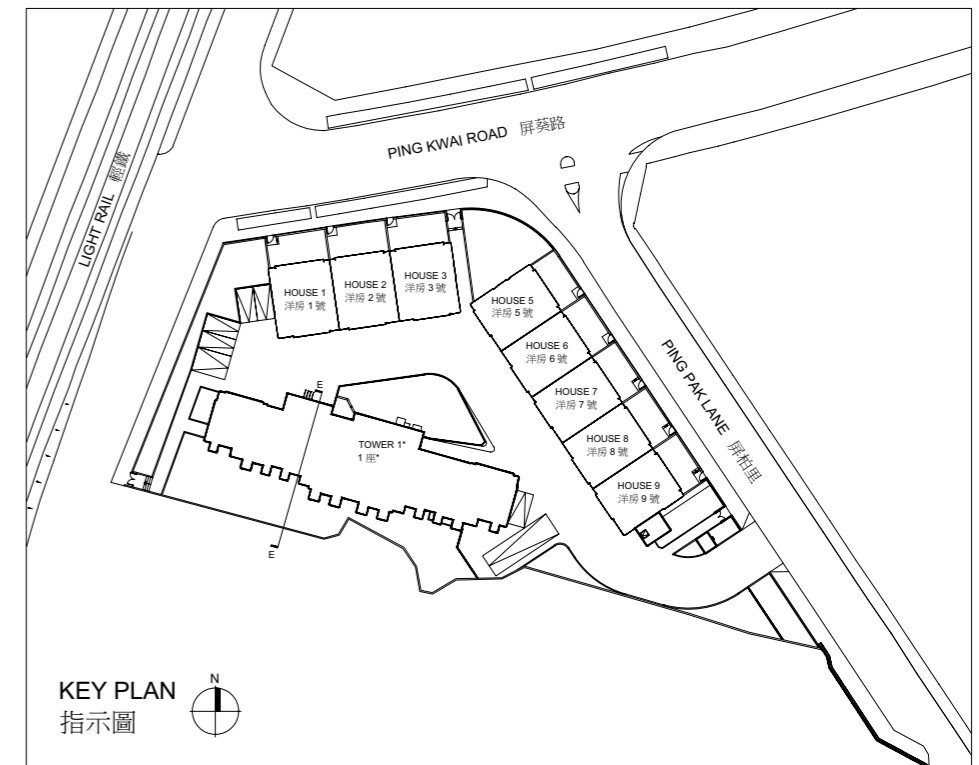 PING KWAI ROAD 屏葵路
LIGHT RAIL 輕鐵
HOUSE 1
洋房 1 號
HOUSE 2
洋房 2 號
HOUSE 3
洋房 3 號
HOUSE 5
洋房 5 號
HOUSE 6
洋房 6 號
HOUSE 7
洋房 7 號
HOUSE 8
洋房 8 號
HOUSE 9
洋房 9 號
PING PAK LANE 屏柏里
E
TOWER 1*
1 座*
E
KEY PLAN
指示圖
N